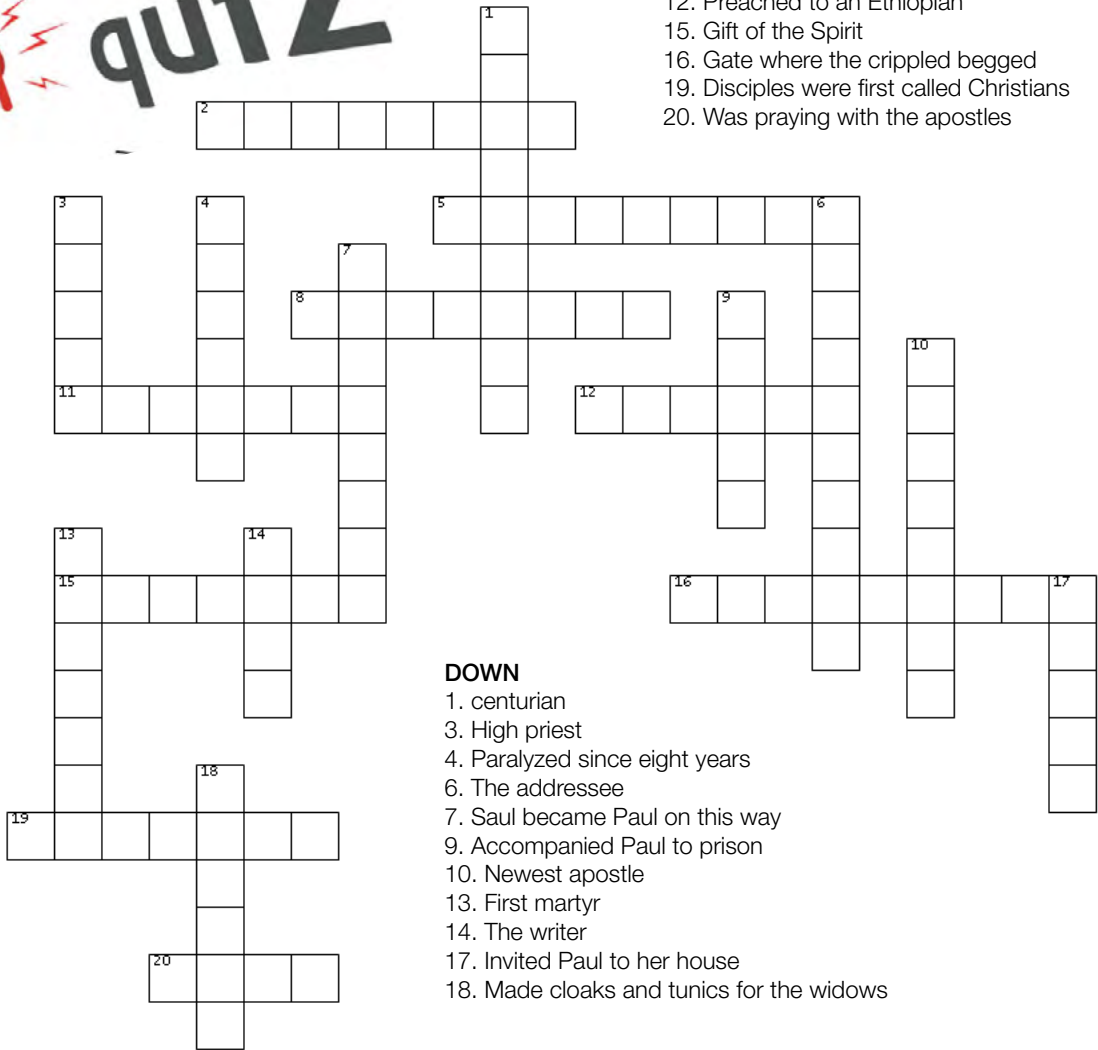 quiz
12. Preached to an Ethiopian
15. Gift of the Spirit
16. Gate where the crippled begged
19. Disciples were first called Christians
20. Was praying with the apostles
1
2
3
4
5
6
7
8
9
10
11
12
13
14
15
16
17
DOWN
1. centurian
3. High priest
4. Paralyzed since eight years
6. The addressee
7. Saul became Paul on this way
9. Accompanied Paul to prison
10. Newest apostle
13. First martyr
14. The writer
17. Invited Paul to her house
18. Made cloaks and tunics for the widows
18
19
20